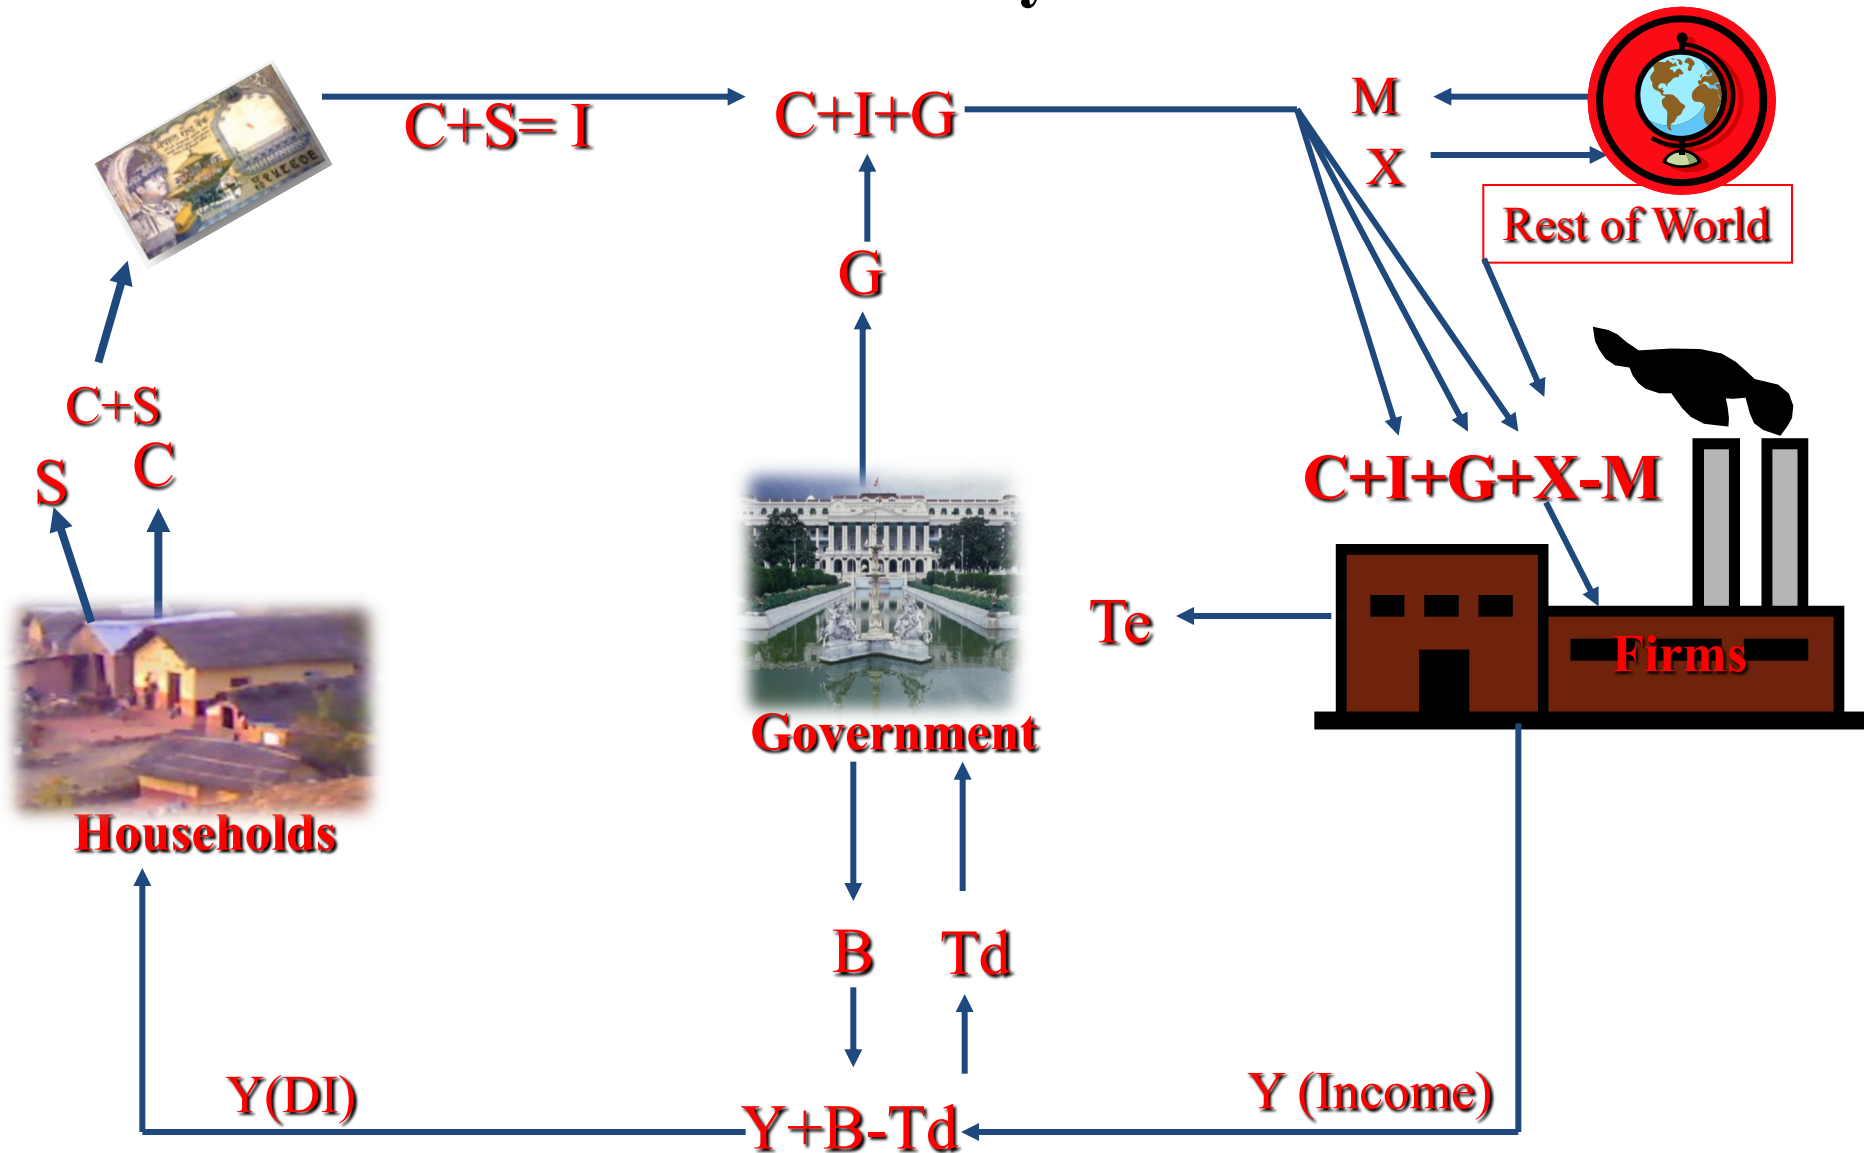 C+S= I
C+I+G
M
X
Rest of World
G
C+S
S
C
C+I+G+X-M
Te
Firms
Government
Households
B
Td
Y(DI)
Y+B-Td
Y (Income)